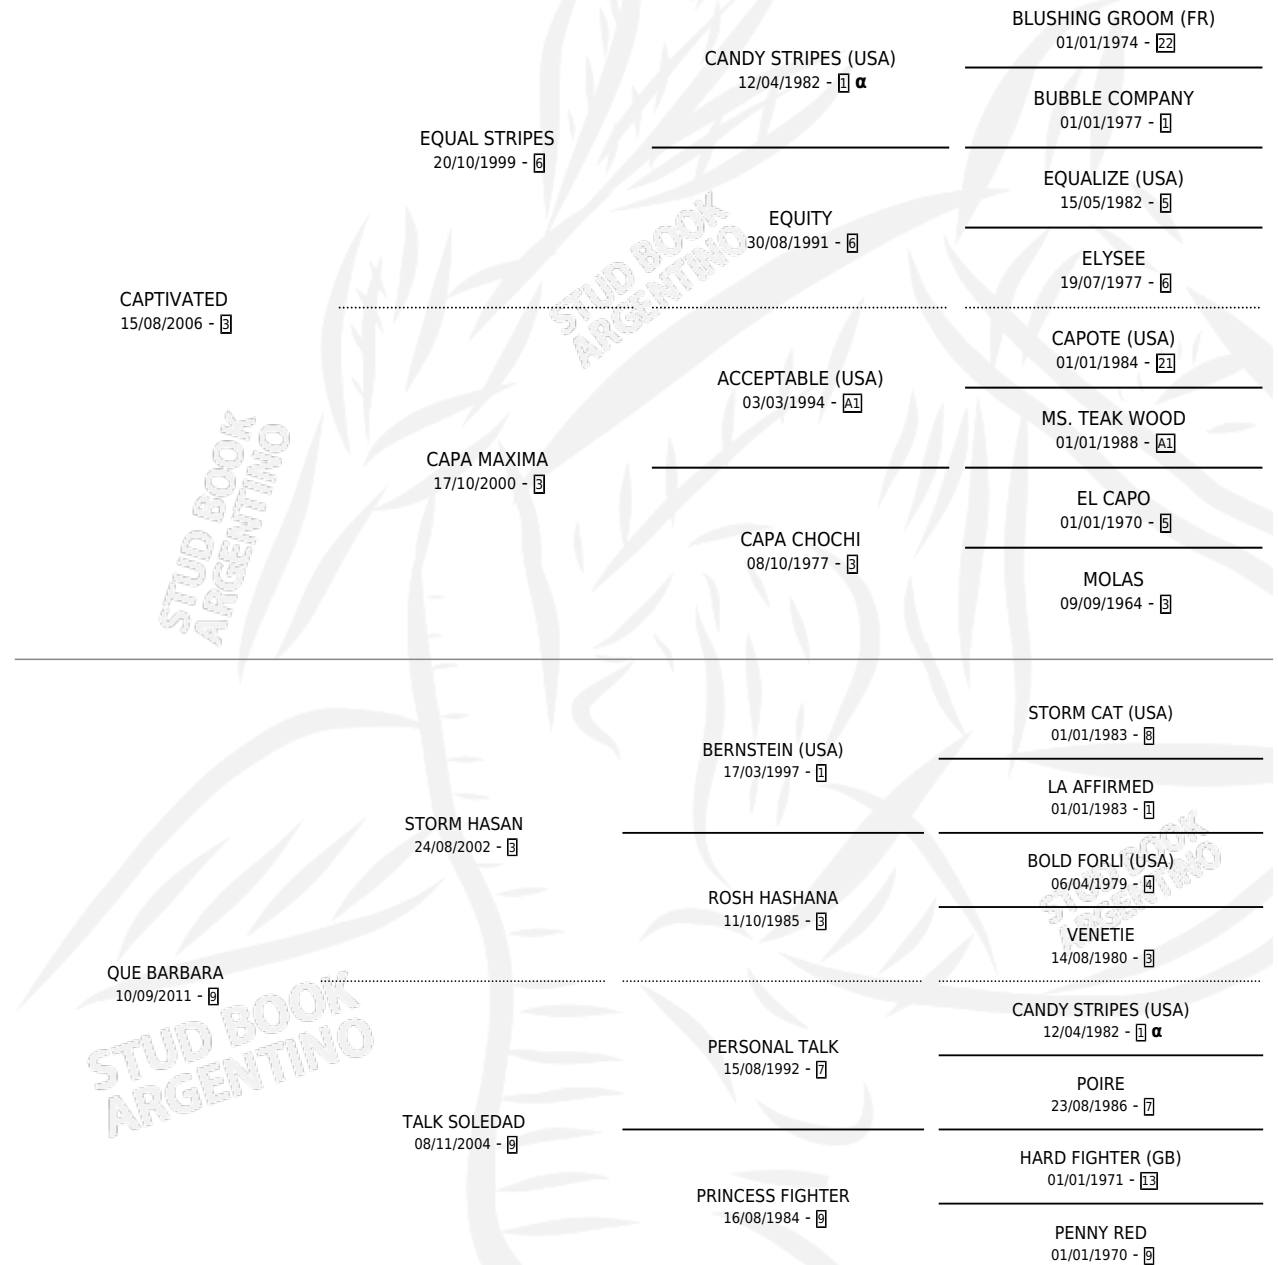 BLUSHING GROOM (FR)
01/01/1974 - 22
CANDY STRIPES (USA)
12/04/1982 - 1 α
BUBBLE COMPANY
01/01/1977 - 1
EQUAL STRIPES
20/10/1999 - 6
EQUALIZE (USA)
15/05/1982 - 5
EQUITY
30/08/1991 - 6
ELYSEE
19/07/1977 - 6
CAPTIVATED
15/08/2006 - 3
CAPOTE (USA)
01/01/1984 - 21
ACCEPTABLE (USA)
03/03/1994 - A1
MS. TEAK WOOD
01/01/1988 - A1
CAPA MAXIMA
17/10/2000 - 3
EL CAPO
01/01/1970 - 5
CAPA CHOCHI
08/10/1977 - 3
MOLAS
09/09/1964 - 3
STORM CAT (USA)
01/01/1983 - 8
BERNSTEIN (USA)
17/03/1997 - 1
LA AFFIRMED
01/01/1983 - 1
STORM HASAN
24/08/2002 - 3
BOLD FORLI (USA)
06/04/1979 - 4
ROSH HASHANA
11/10/1985 - 3
VENETIE
14/08/1980 - 3
QUE BARBARA
10/09/2011 - 9
CANDY STRIPES (USA)
12/04/1982 - 1 α
PERSONAL TALK
15/08/1992 - 7
POIRE
23/08/1986 - 7
TALK SOLEDAD
08/11/2004 - 9
HARD FIGHTER (GB)
01/01/1971 - 13
PRINCESS FIGHTER
16/08/1984 - 9
PENNY RED
01/01/1970 - 9
STUD BOOK
ARGENTINO
STUD BOOK
ARGENTINO
STUD BOOK
ARGENTINO
STUD BOOK
ARGENTINO